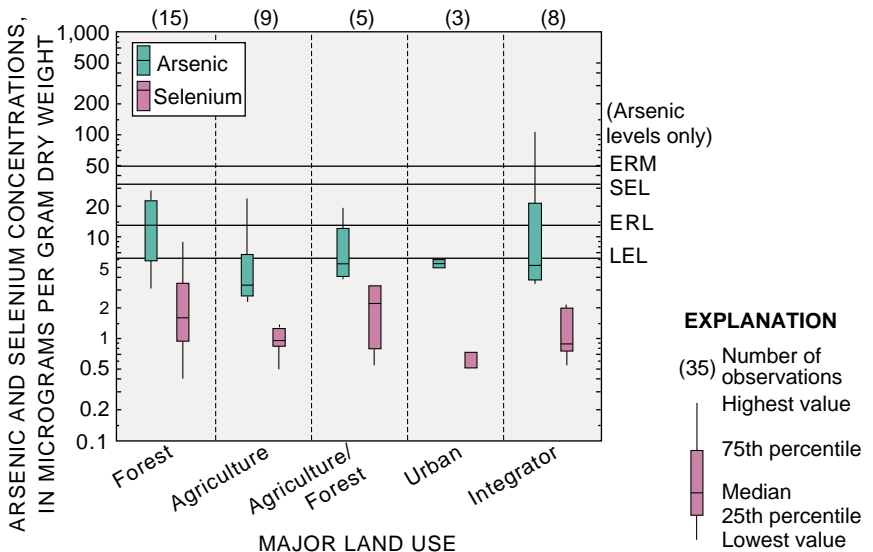 (15) (9) (5) (3) (8)
ARSENIC AND SELENIUM CONCENTRATIONS,
IN MICROGRAMS PER GRAM DRY WEIGHT
1,000
500
200
100
50
20
10
5
2
1
0.5
0.2
0.1
Arsenic
Selenium
(Arsenic
levels only)
ERM
SEL
ERL
LEL
Forest
Agriculture
Agriculture/
Forest
Urban
Integrator
MAJOR LAND USE
EXPLANATION
(35) Number of
observations
Highest value
75th percentile
Median
25th percentile
Lowest value